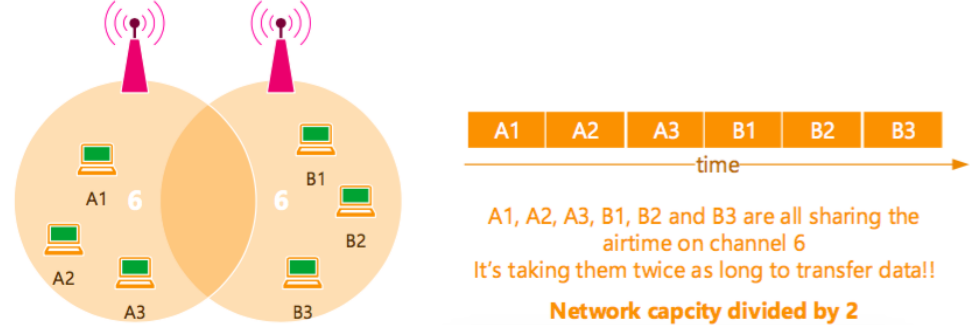 A1
6
A2
A3
B1
6
B2
B3
A1 A2 A3 B1 B2 B3
time
A1, A2, A3, B1, B2 and B3 are all sharing the
airtime on channel 6
It's taking them twice as long to transfer data!!
Network capcity divided by 2